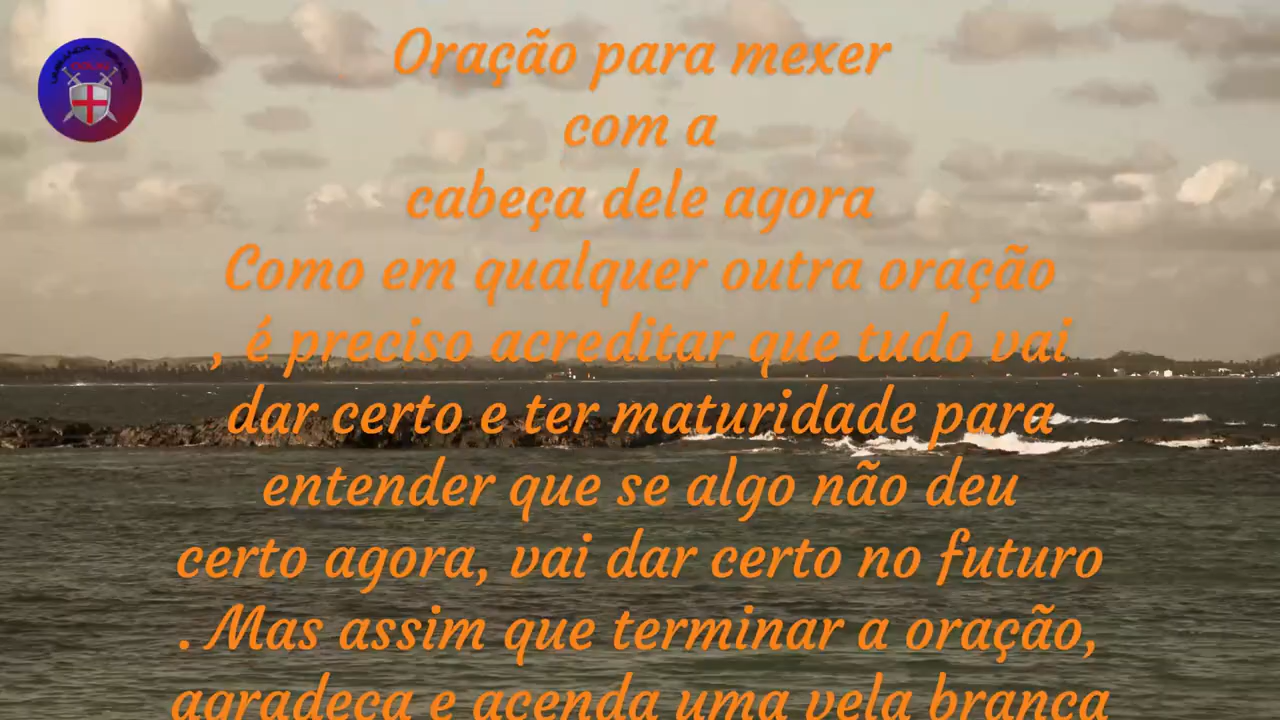 Oração para mexer
com a
cabeça dele agora
Como em qualquer outra oração
, é preciso acreditar que tudo vai
dar certo e ter maturidade para
entender que se algo não deu
certo agora, vai dar certo no futuro
. Mas assim que terminar a oração,
agradeça e acenda uma vela branca